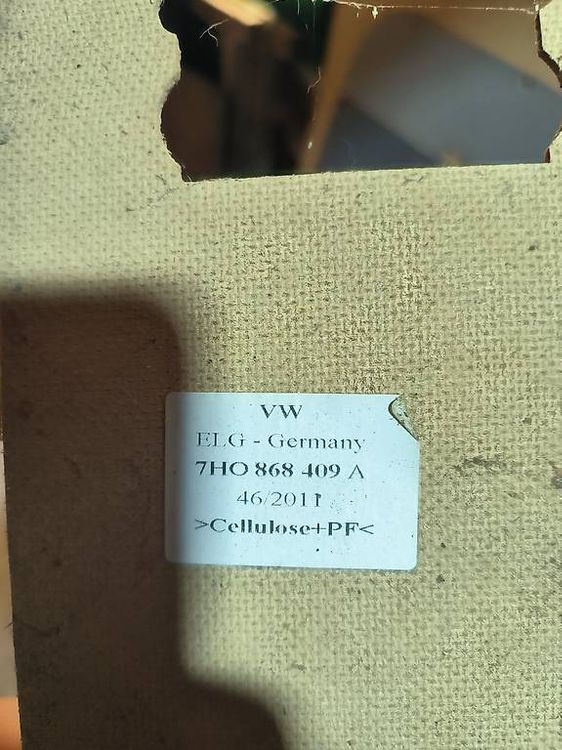 VW
ELG - Germany
7HO 868 409 A
46/2011
>Cellulose+PF<